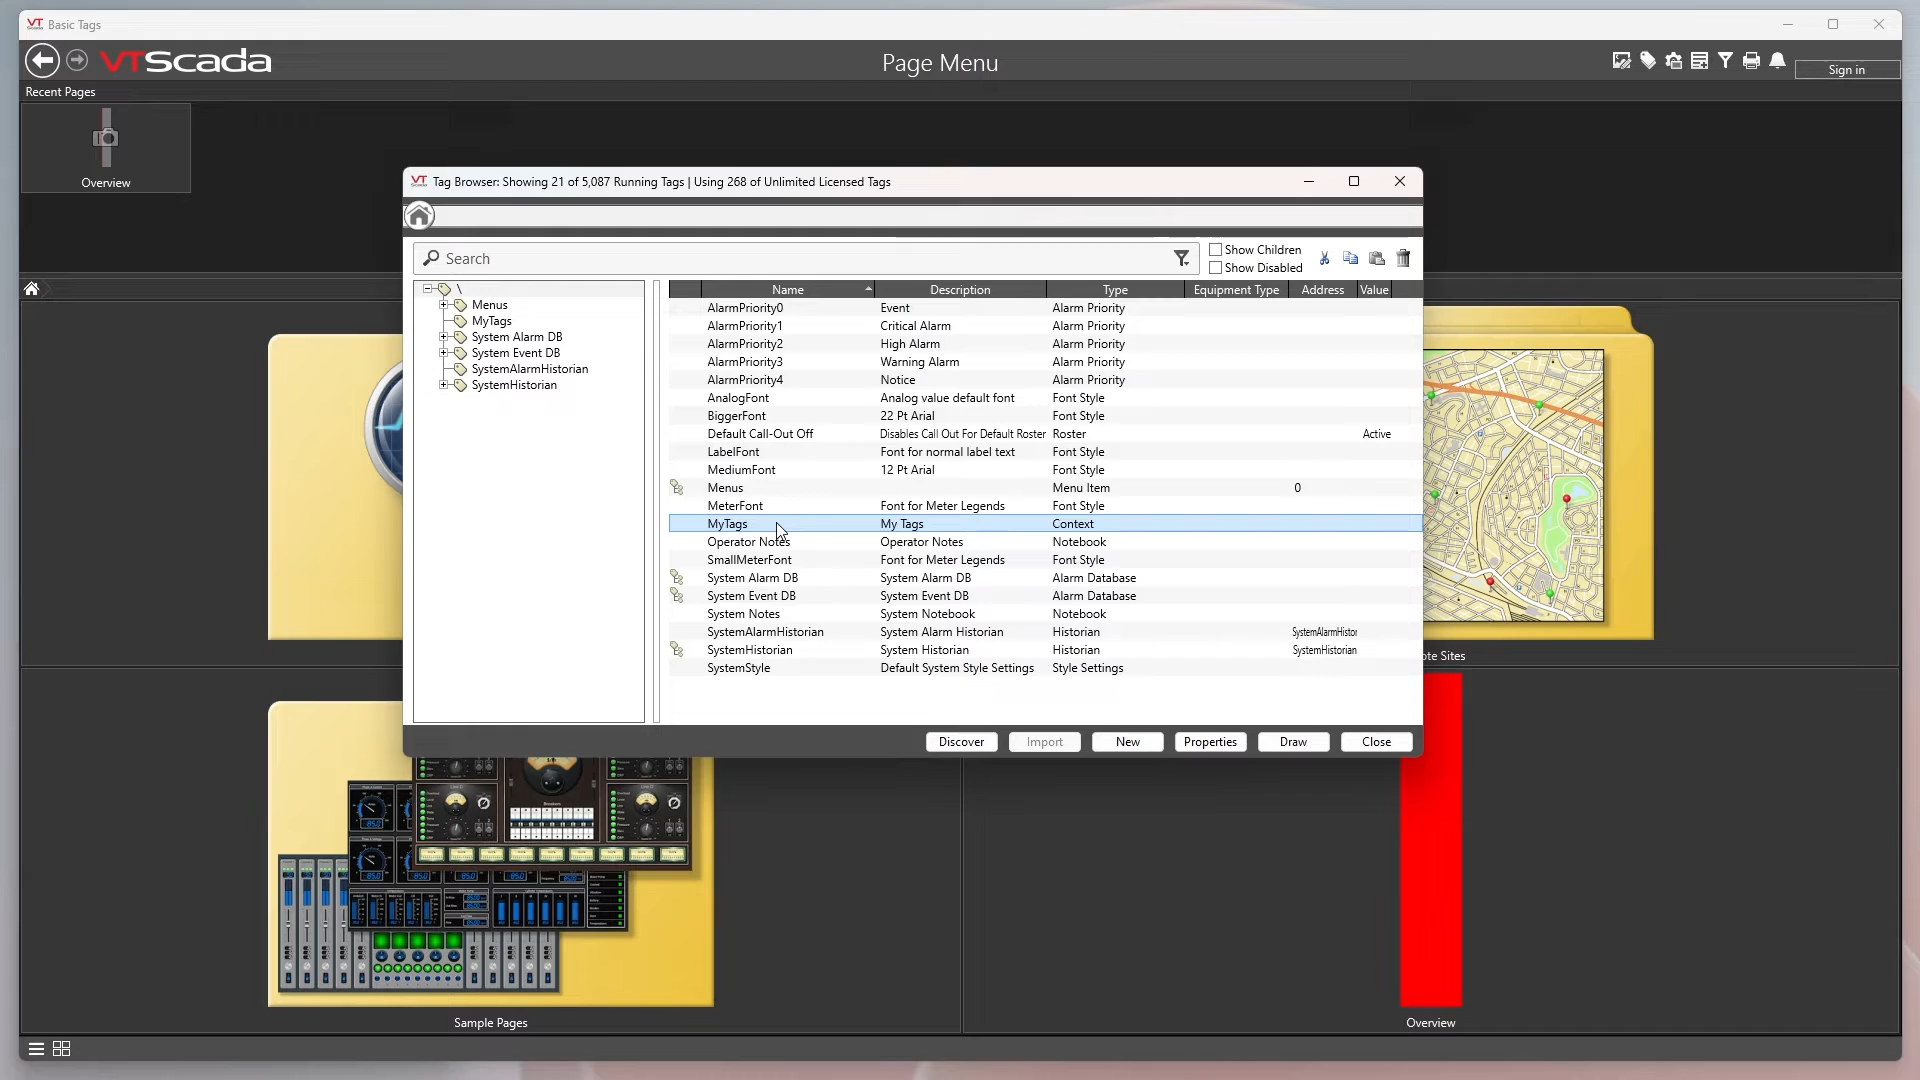 VT Basic Tags
VTScada
Page Menu
Sign in
Recent Pages
Overview
VT Tag Browser: Showing 21 of 5,087 Running Tags | Using 268 of Unlimited Licensed Tags
Search
Show Children
Show Disabled
\
Menus
MyTags
System Alarm DB
System Event DB
SystemAlarmHistorian
SystemHistorian
Name Description Type Equipment Type Address Value
AlarmPriority0 Event Alarm Priority
AlarmPriority1 Critical Alarm Alarm Priority
AlarmPriority2 High Alarm Alarm Priority
AlarmPriority3 Warning Alarm Alarm Priority
AlarmPriority4 Notice Alarm Priority
AnalogFont Analog value default font Font Style
BiggerFont 22 Pt Arial Font Style
Default Call-Out Off Disables Call Out For Default Roster Roster Active
LabelFont Font for normal label text Font Style
MediumFont 12 Pt Arial Font Style
Menus Menu Item 0
MeterFont Font for Meter Legends Font Style
MyTags My Tags Context
Operator Notes Operator Notes Notebook
SmallMeterFont Font for Meter Legends Font Style
System Alarm DB System Alarm DB Alarm Database
System Event DB System Event DB Alarm Database
System Notes System Notebook Notebook
SystemAlarmHistorian System Alarm Historian Historian SystemAlarmHistor
SystemHistorian System Historian Historian SystemHistorian
SystemStyle Default System Style Settings Style Settings
Discover Import New Properties Draw Close
ote Sites
Sample Pages
Overview